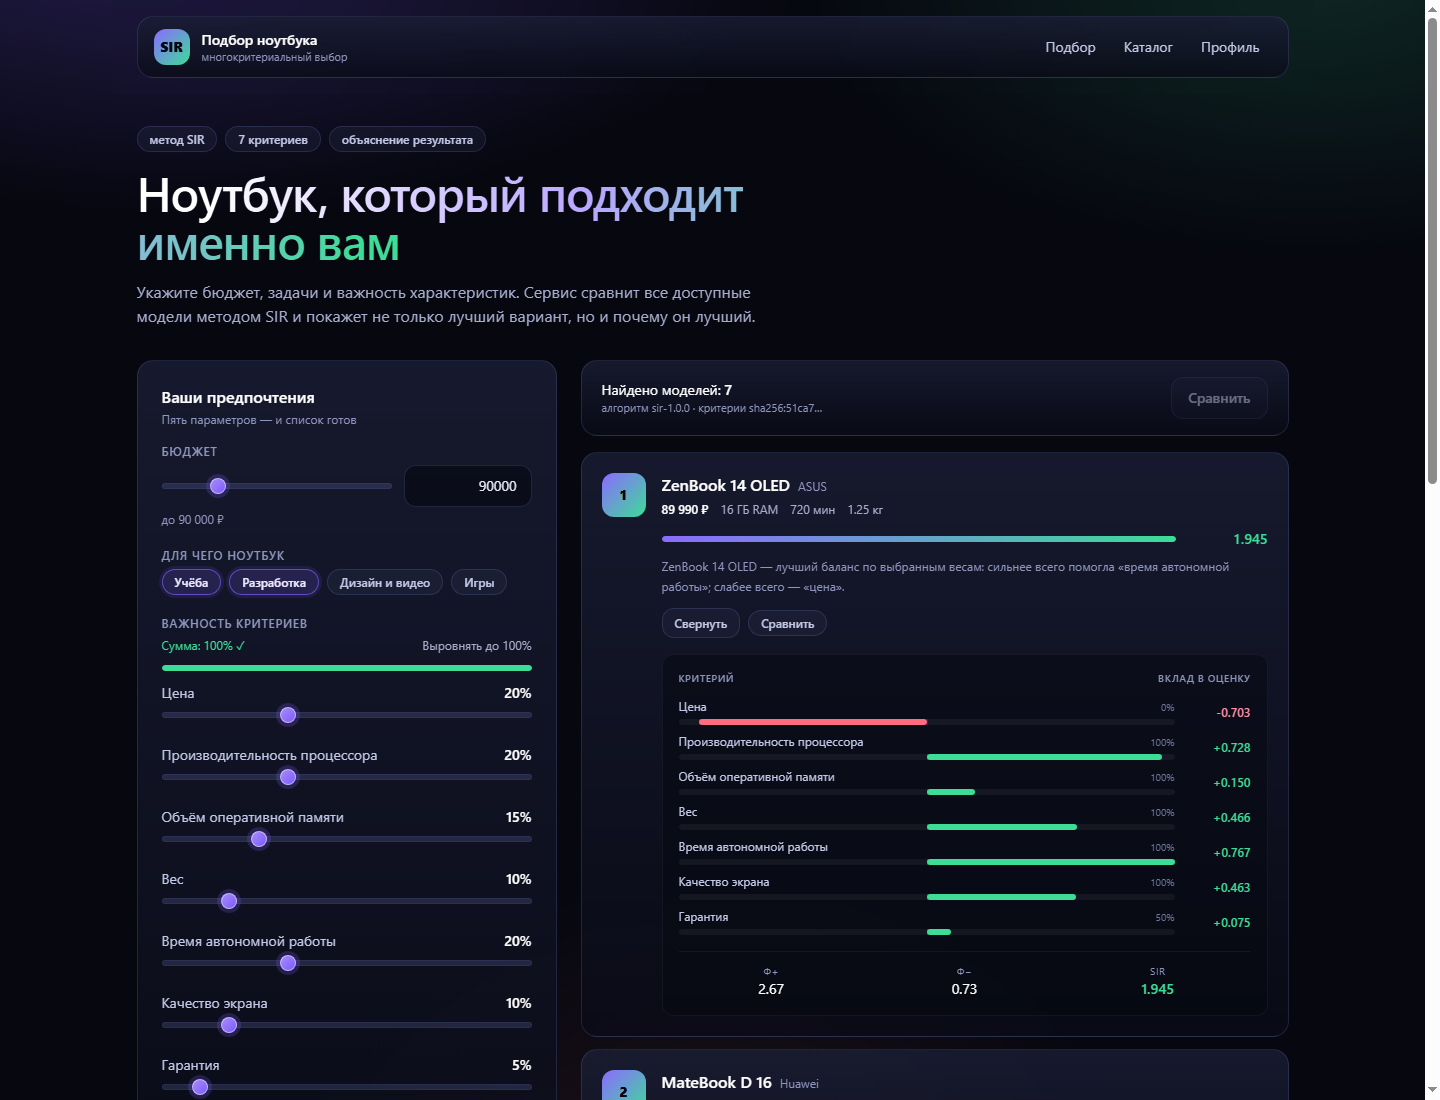 SIR
Подбор ноутбука
многокритериальный выбор
Подбор
Каталог
Профиль
метод SIR
7 критериев
объяснение результата
Ноутбук, который подходит
именно вам
Укажите бюджет, задачи и важность характеристик. Сервис сравнит все доступные
модели методом SIR и покажет не только лучший вариант, но и почему он лучший.
Ваши предпочтения
Пять параметров — и список готов
БЮДЖЕТ
90000
до 90 000 ₽
ДЛЯ ЧЕГО НОУТБУК
Учёба
Разработка
Дизайн и видео
Игры
ВАЖНОСТЬ КРИТЕРИЕВ
Сумма: 100% ✓
Выровнять до 100%
Цена 20%
Производительность процессора 20%
Объём оперативной памяти 15%
Вес 10%
Время автономной работы 20%
Качество экрана 10%
Гарантия 5%
Найдено моделей: 7
алгоритм sir-1.0.0 · критерии sha256:51ca7...
Сравнить
1
ZenBook 14 OLED ASUS
89 990 ₽ 16 ГБ RAM 720 мин 1.25 кг
1.945
ZenBook 14 OLED — лучший баланс по выбранным весам: сильнее всего помогла «время автономной
работы»; слабее всего — «цена».
Свернуть
Сравнить
КРИТЕРИЙ ВКЛАД В ОЦЕНКУ
Цена 0% -0.703
Производительность процессора 100% +0.728
Объём оперативной памяти 100% +0.150
Вес 100% +0.466
Время автономной работы 100% +0.767
Качество экрана 100% +0.463
Гарантия 50% +0.075
Φ+ Φ− SIR
2.67 0.73 1.945
2
MateBook D 16 Huawei